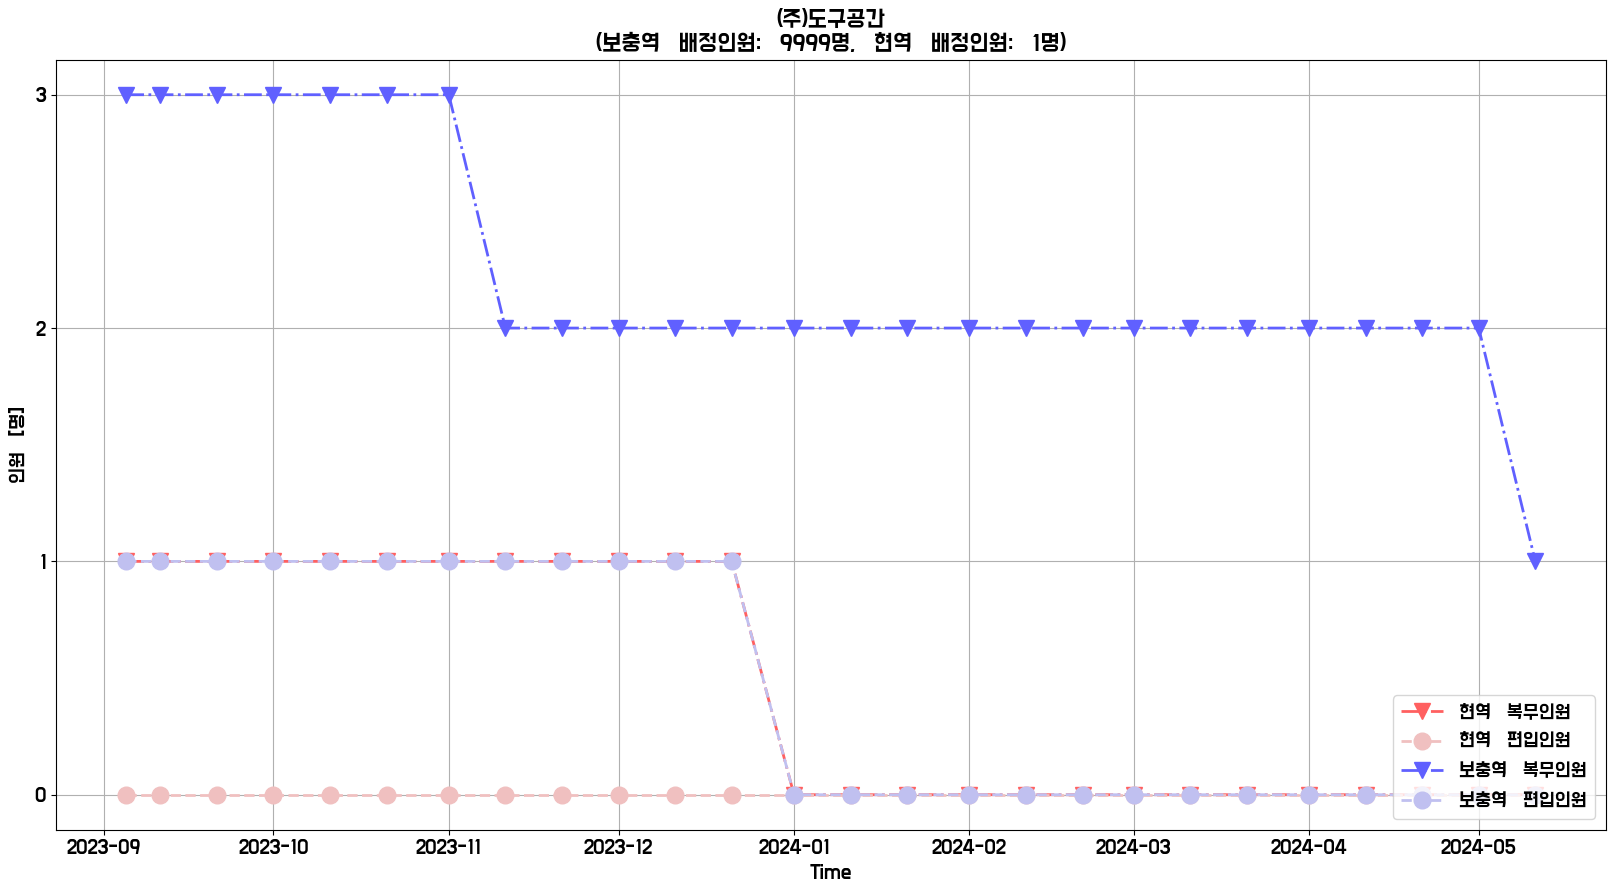 (주)도구공간
(보충역 배정인원: 9999명, 현역 배정인원: 1명)
인원 [명]
3
2
1
0
현역 복무인원
현역 편입인원
보충역 복무인원
보충역 편입인원
2023-09 2023-10 2023-11 2023-12 2024-01 2024-02 2024-03 2024-04 2024-05
Time